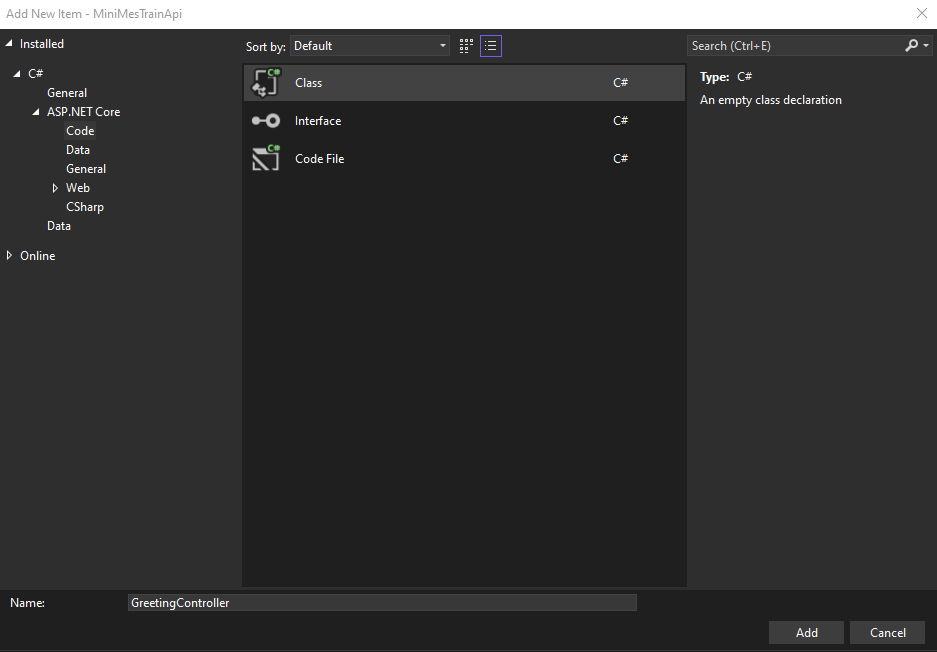 Add New Item - MiniMesTrainApi
Installed
C#
General
ASP.NET Core
Code
Data
General
Web
CSharp
Data
Online
Sort by: Default
Class C#
Interface C#
Code File C#
Search (Ctrl+E)
Type: C#
An empty class declaration
Name: GreetingController
Add Cancel